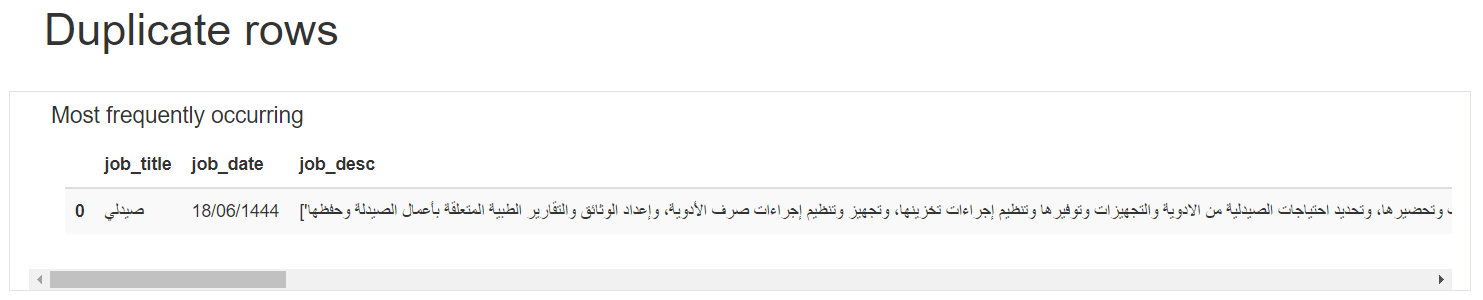 Duplicate rows
Most frequently occurring
job_title job_date job_desc
0 صيدلي 18/06/1444 ['وتحضيرها، وتحديد احتياجات الصيدلية من الادوية والتجهيزات وتوفيرها وتنظيم إجراءات تخزينها، وتجهيز وتنظيم إجراءات صرف الأدوية، وإعداد الوثائق والتقارير الطبية المتعلقة بأعمال الصيدلة وحفظها